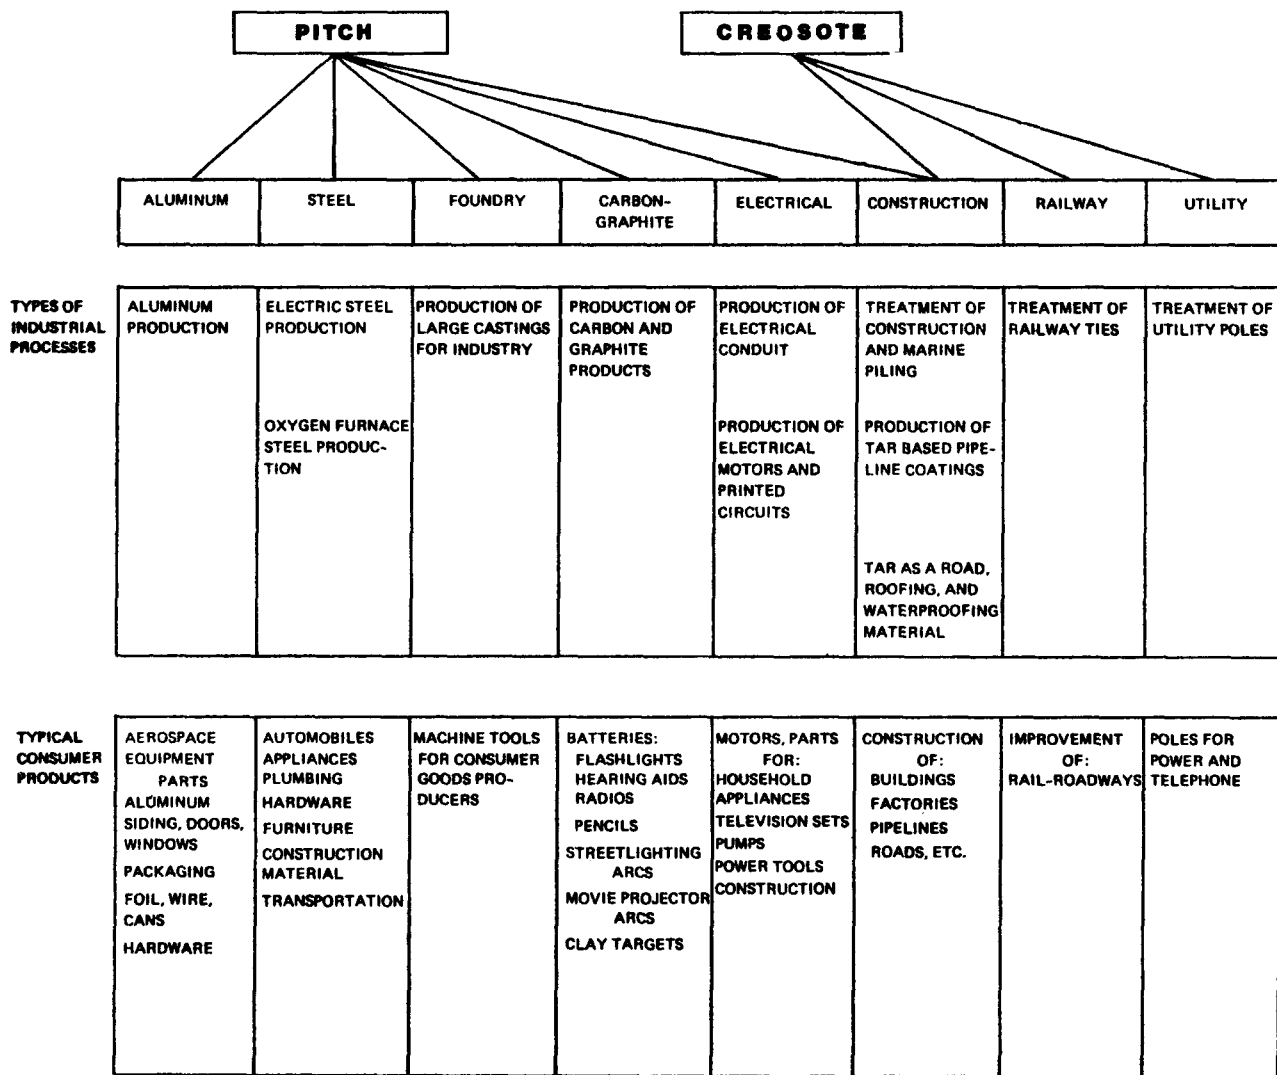 PITCH
CREOSOTE
ALUMINUM
STEEL
FOUNDRY
CARBON-
GRAPHITE
ELECTRICAL
CONSTRUCTION
RAILWAY
UTILITY
TYPES OF
INDUSTRIAL
PROCESSES
ALUMINUM
PRODUCTION
ELECTRIC STEEL
PRODUCTION
OXYGEN FURNACE
STEEL PRODUC-
TION
PRODUCTION OF
LARGE CASTINGS
FOR INDUSTRY
PRODUCTION OF
CARBON AND
GRAPHITE
PRODUCTS
PRODUCTION OF
ELECTRICAL
CONDUIT
PRODUCTION OF
ELECTRICAL
MOTORS AND
PRINTED
CIRCUITS
TREATMENT OF
CONSTRUCTION
AND MARINE
PILING
PRODUCTION OF
TAR BASED PIPE-
LINE COATINGS
TAR AS A ROAD,
ROOFING, AND
WATERPROOFING
MATERIAL
TREATMENT OF
RAILWAY TIES
TREATMENT OF
UTILITY POLES
TYPICAL
CONSUMER
PRODUCTS
AEROSPACE
EQUIPMENT
PARTS
ALUMINUM
SIDING, DOORS,
WINDOWS
PACKAGING
FOIL, WIRE,
CANS
HARDWARE
AUTOMOBILES
APPLIANCES
PLUMBING
HARDWARE
FURNITURE
CONSTRUCTION
MATERIAL
TRANSPORTATION
MACHINE TOOLS
FOR CONSUMER
GOODS PRO-
DUCERS
BATTERIES:
FLASHLIGHTS
HEARING AIDS
RADIOS
PENCILS
STREETLIGHTING
ARCS
MOVIE PROJECTOR
ARCS
CLAY TARGETS
MOTORS, PARTS
FOR:
HOUSEHOLD
APPLIANCES
TELEVISION SETS
PUMPS
POWER TOOLS
CONSTRUCTION
CONSTRUCTION
OF:
BUILDINGS
FACTORIES
PIPELINES
ROADS, ETC.
IMPROVEMENT
OF:
RAIL-ROADWAYS
POLES FOR
POWER AND
TELEPHONE